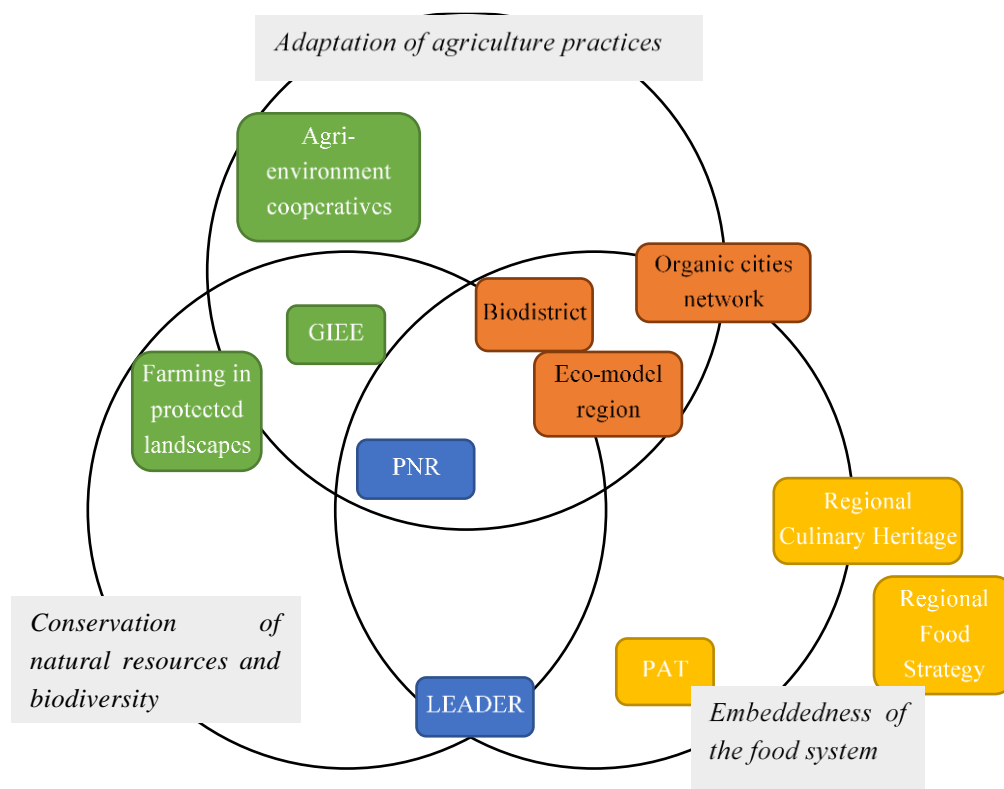 Adaptation of agriculture practices
Agri-
environment
cooperatives
Organic cities
network
Biodistrict
GIEE
Eco-model
region
Farming in
protected
landscapes
PNR
Regional
Culinary Heritage
Regional
Food
Strategy
Conservation of
natural resources and
biodiversity
PAT
LEADER
Embeddedness of
the food system